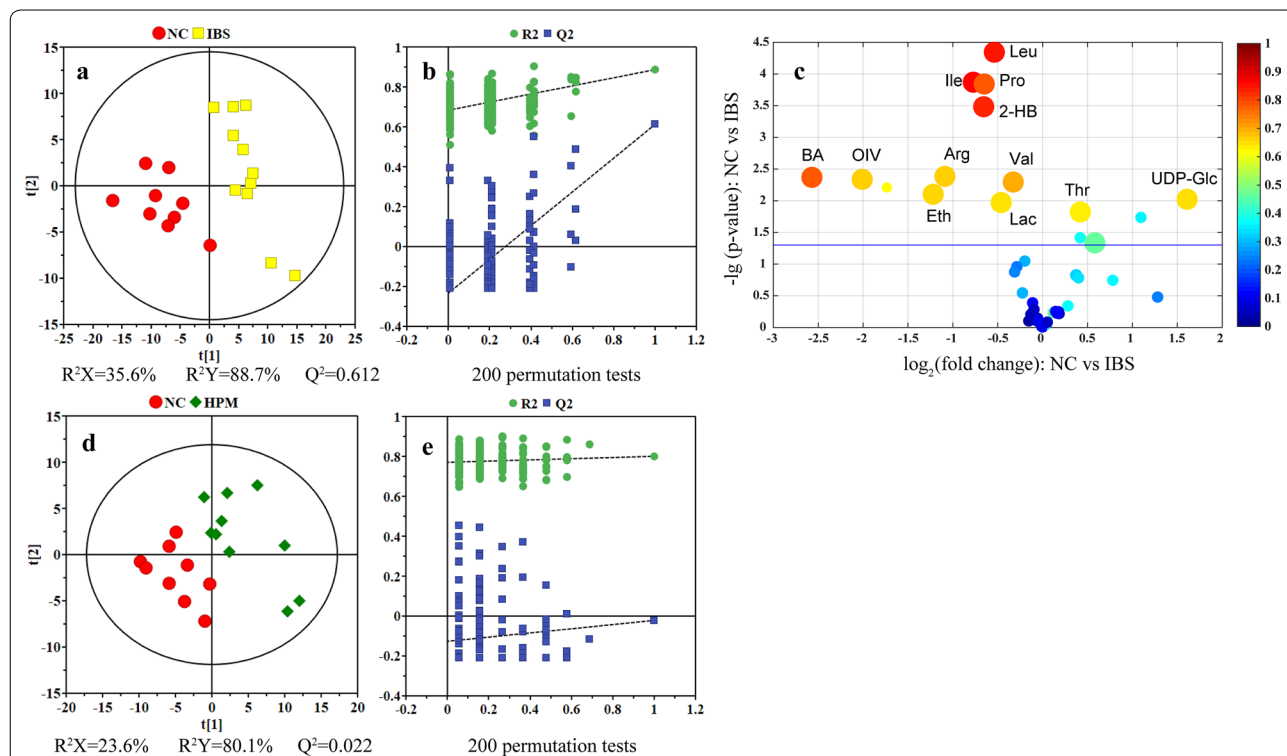 NC IBS
a
t[2]
15
10
5
0
-5
-10
-15
-25 -20 -15 -10 -5 0 5 10 15 20 25
t[1]
R²X=35.6% R²Y=88.7% Q²=0.612
R2 Q2
b
1
0.8
0.6
0.4
0.2
0
-0.2
-0.4
-0.2 0 0.2 0.4 0.6 0.8 1 1.2
200 permutation tests
c
-lg (p-value): NC vs IBS
5
4.5
4
3.5
3
2.5
2
1.5
1
0.5
0
Leu
Ile Pro
2-HB
BA OIV Arg Val
Eth Lac Thr UDP-Glc
-3 -2.5 -2 -1.5 -1 -0.5 0 0.5 1 1.5 2
log₂(fold change): NC vs IBS
1
0.9
0.8
0.7
0.6
0.5
0.4
0.3
0.2
0.1
0
NC HPM
d
t[2]
15
10
5
0
-5
-10
-15
-20 -15 -10 -5 0 5 10 15 20
t[1]
R²X=23.6% R²Y=80.1% Q²=0.022
R2 Q2
e
1
0.8
0.6
0.4
0.2
0
-0.2
-0.4
-0.2 0 0.2 0.4 0.6 0.8 1 1.2
200 permutation tests